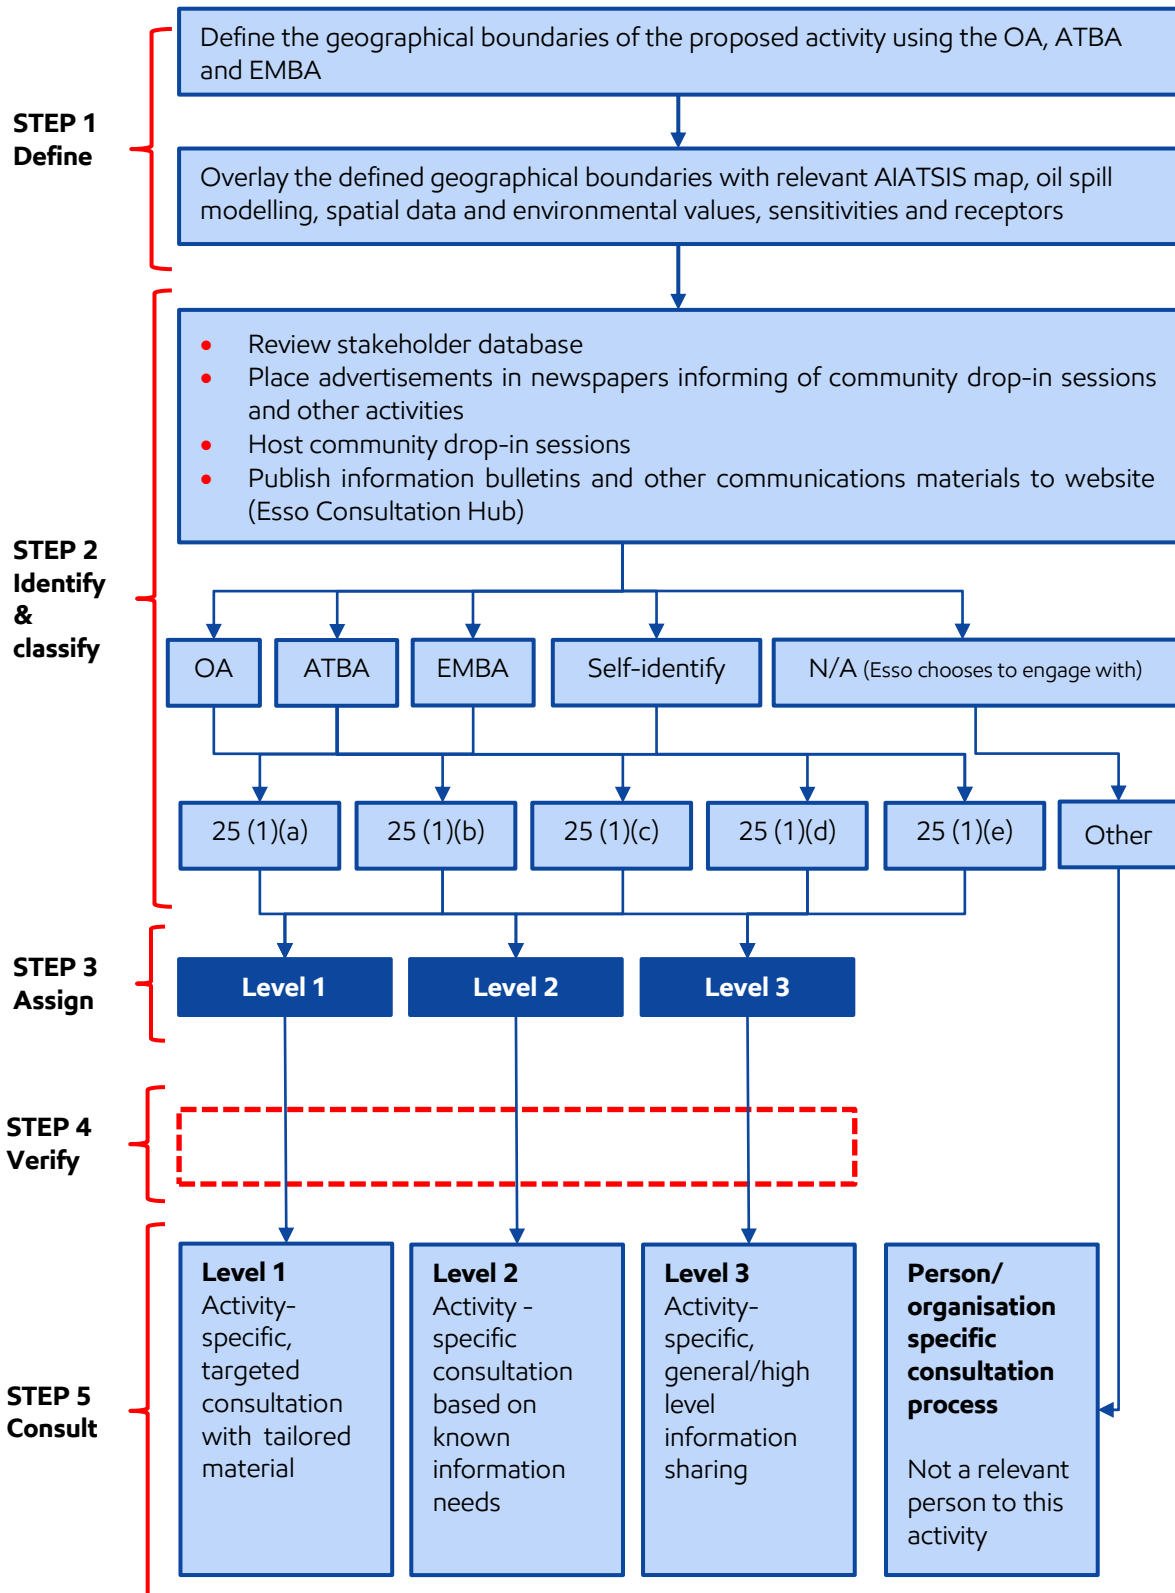 Define the geographical boundaries of the proposed activity using the OA, ATBA
and EMBA
STEP 1
Define
Overlay the defined geographical boundaries with relevant AIATSIS map, oil spill
modelling, spatial data and environmental values, sensitivities and receptors
• Review stakeholder database
• Place advertisements in newspapers informing of community drop-in sessions
and other activities
• Host community drop-in sessions
• Publish information bulletins and other communications materials to website
(Esso Consultation Hub)
STEP 2
Identify
&
classify
OA
ATBA
EMBA
Self-identify
N/A (Esso chooses to engage with)
25 (1)(a)
25 (1)(b)
25 (1)(c)
25 (1)(d)
25 (1)(e)
Other
STEP 3
Assign
Level 1
Level 2
Level 3
STEP 4
Verify
STEP 5
Consult
Level 1
Activity-
specific,
targeted
consultation
with tailored
material
Level 2
Activity -
specific
consultation
based on
known
information
needs
Level 3
Activity-
specific,
general/high
level
information
sharing
Person/
organisation
specific
consultation
process
Not a relevant
person to this
activity